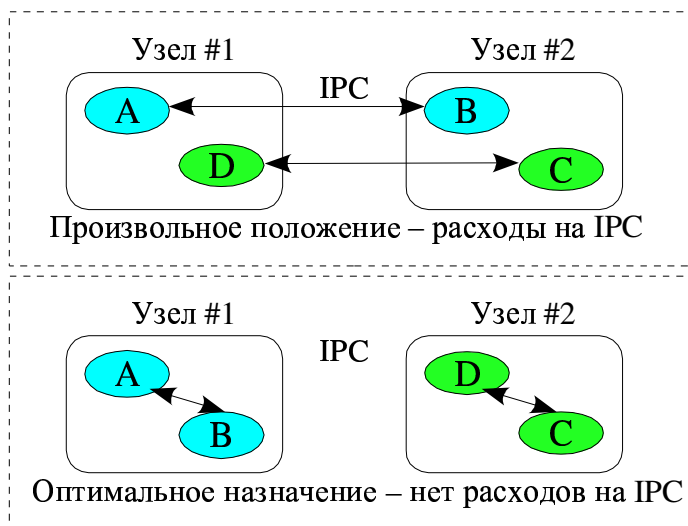 Узел #1
Узел #2
IPC
A
B
D
C
Произвольное положение – расходы на IPC
Узел #1
Узел #2
IPC
A
D
B
C
Оптимальное назначение – нет расходов на IPC